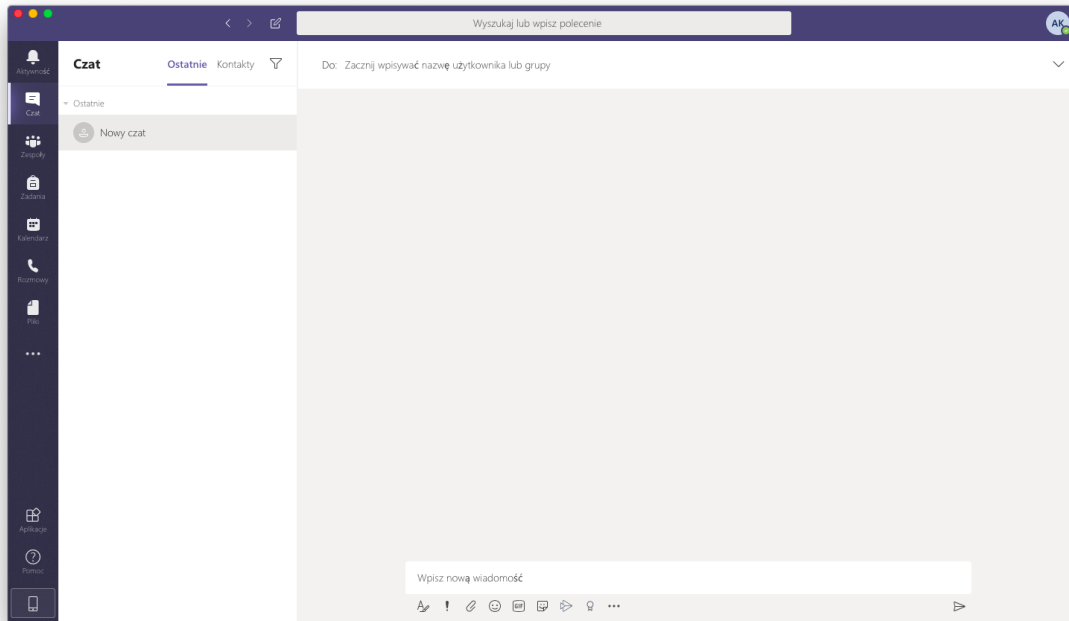 Wyszukaj lub wpisz polecenie
AK
Aktywność
Czat
Zespoły
Zadania
Kalendarz
Rozmowy
Pliki
Aplikacje
Pomoc
Czat
Ostatnie Kontakty
Ostatnie
Nowy czat
Do: Zacznij wpisywać nazwę użytkownika lub grupy
Wpisz nową wiadomość
GIF